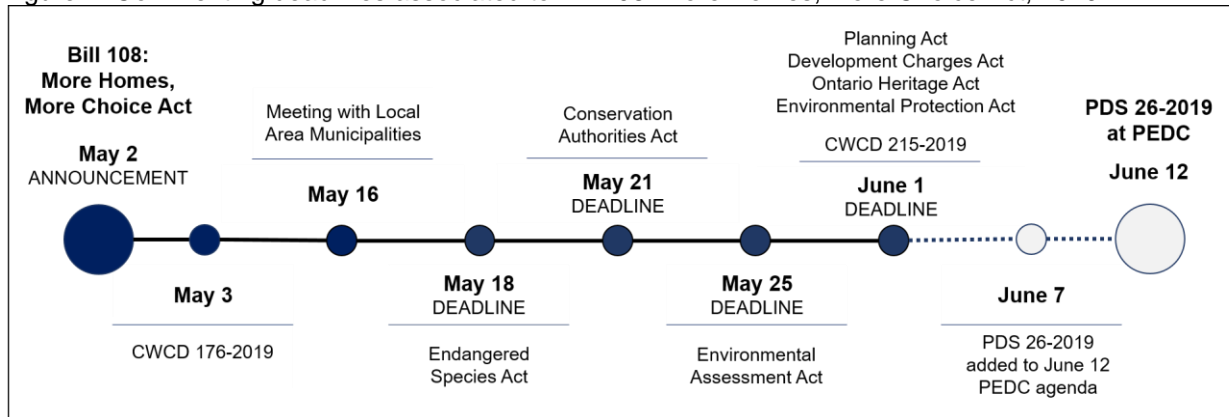 Bill 108:
More Homes,
More Choice Act
May 2
ANNOUNCEMENT
May 3
CWCD 176-2019
Meeting with Local
Area Municipalities
May 16
May 18
DEADLINE
Endangered
Species Act
Conservation
Authorities Act
May 21
DEADLINE
May 25
DEADLINE
Environmental
Assessment Act
Planning Act
Development Charges Act
Ontario Heritage Act
Environmental Protection Act
CWCD 215-2019
June 1
DEADLINE
June 7
PDS 26-2019
added to June 12
PEDC agenda
PDS 26-2019
at PEDC
June 12